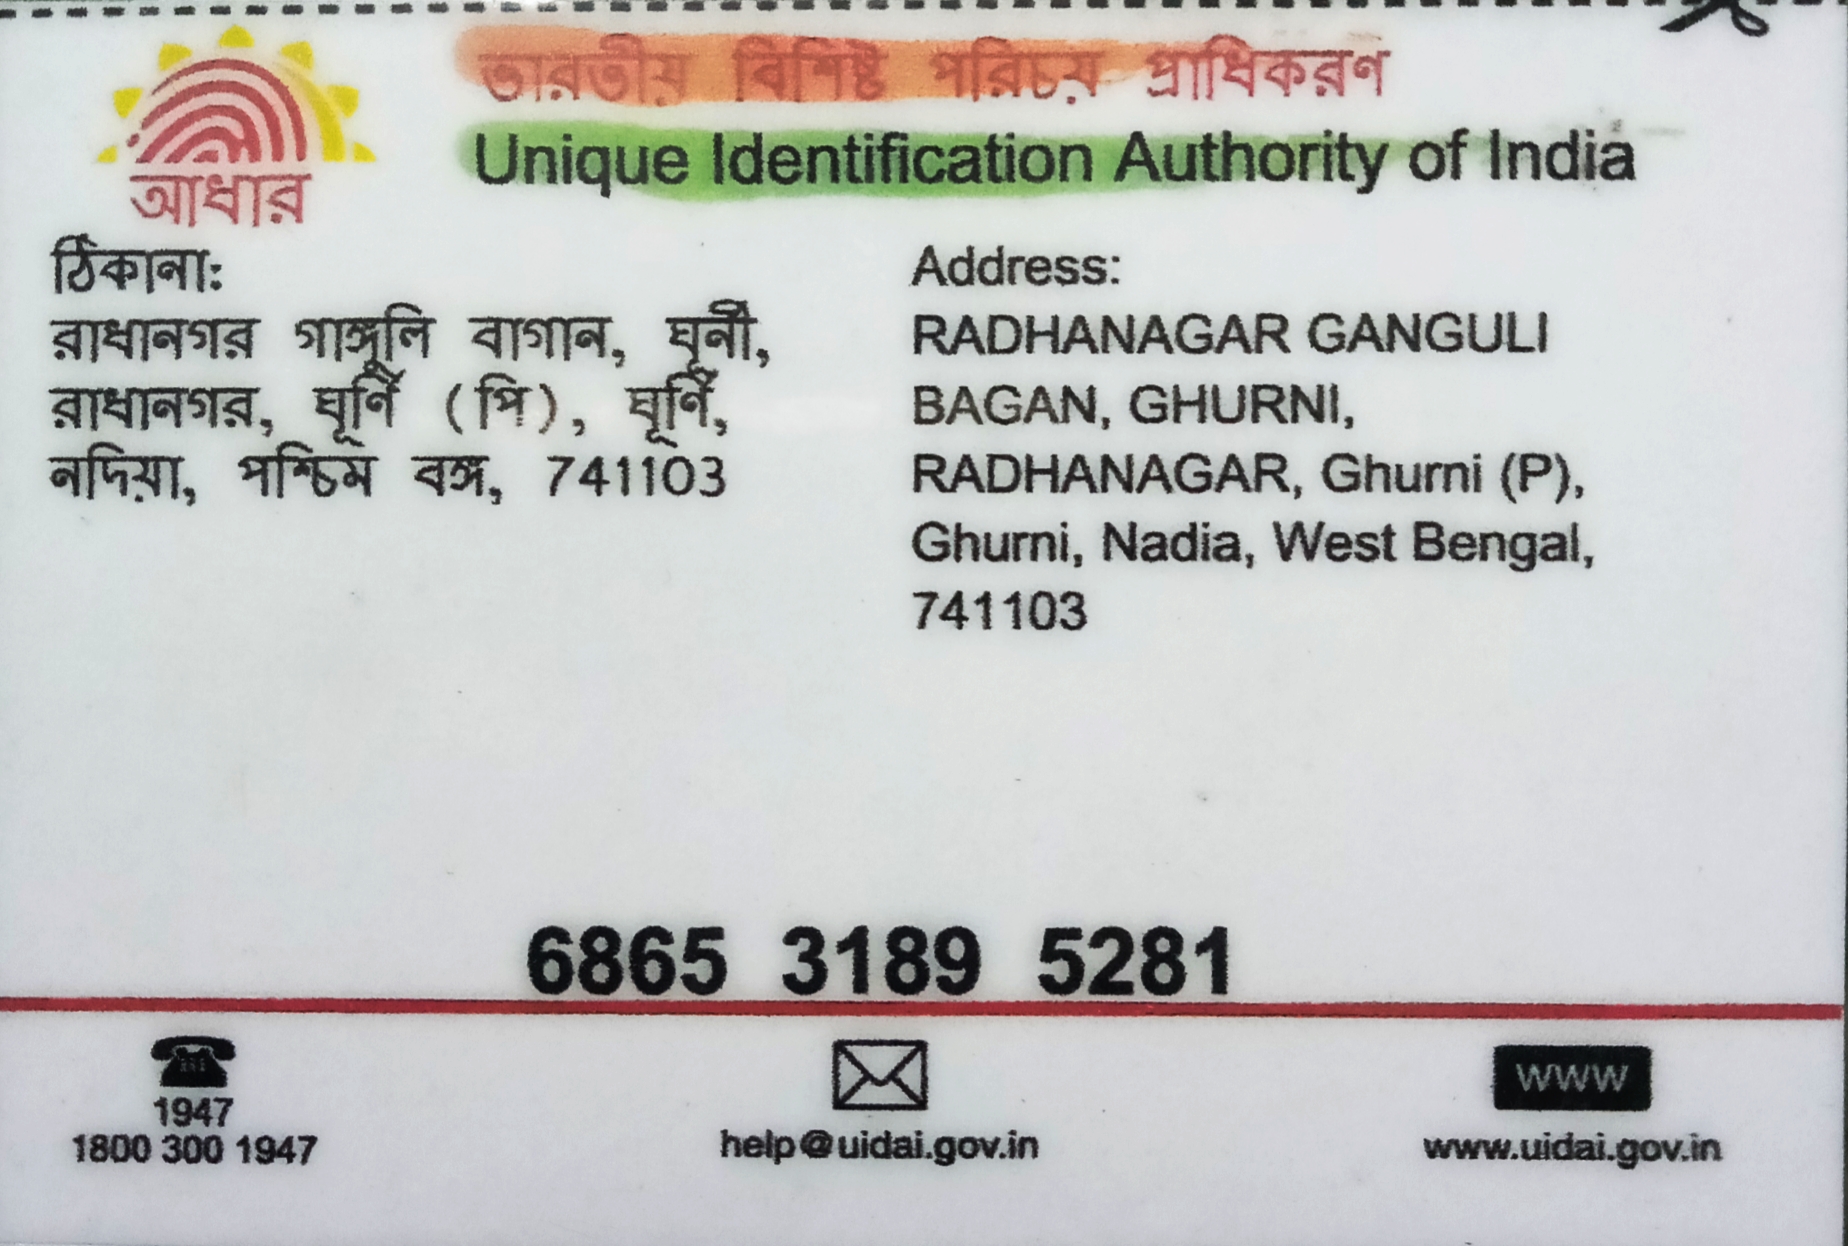 ভারতীয় বিশিষ্ট পরিচয় প্রাধিকরণ
Unique Identification Authority of India
আধার
ঠিকানা:
রাধানগর গাঙ্গূলি বাগান, ঘূর্নী,
রাধানগর, ঘূর্ণি (পি), ঘূর্ণি,
নদিয়া, পশ্চিম বঙ্গ, 741103
Address:
RADHANAGAR GANGULI
BAGAN, GHURNI,
RADHANAGAR, Ghurni (P),
Ghurni, Nadia, West Bengal,
741103
6865 3189 5281
1947
1800 300 1947
help@uidai.gov.in
WWW
www.uidai.gov.in